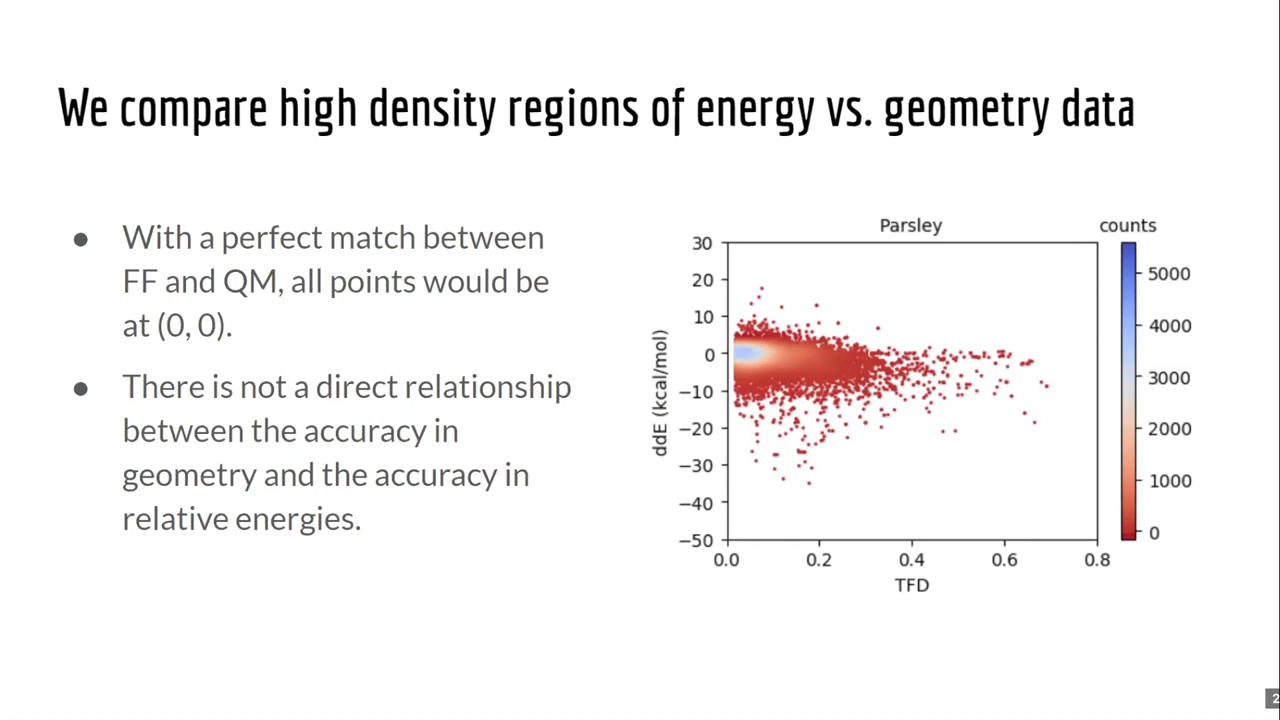 We compare high density regions of energy vs. geometry data
● With a perfect match between
FF and QM, all points would be
at (0, 0).
● There is not a direct relationship
between the accuracy in
geometry and the accuracy in
relative energies.
Parsley
counts
30
20
10
0
−10
−20
−30
−40
−50
ddE (kcal/mol)
0.0 0.2 0.4 0.6 0.8
TFD
5000
4000
3000
2000
1000
0
2